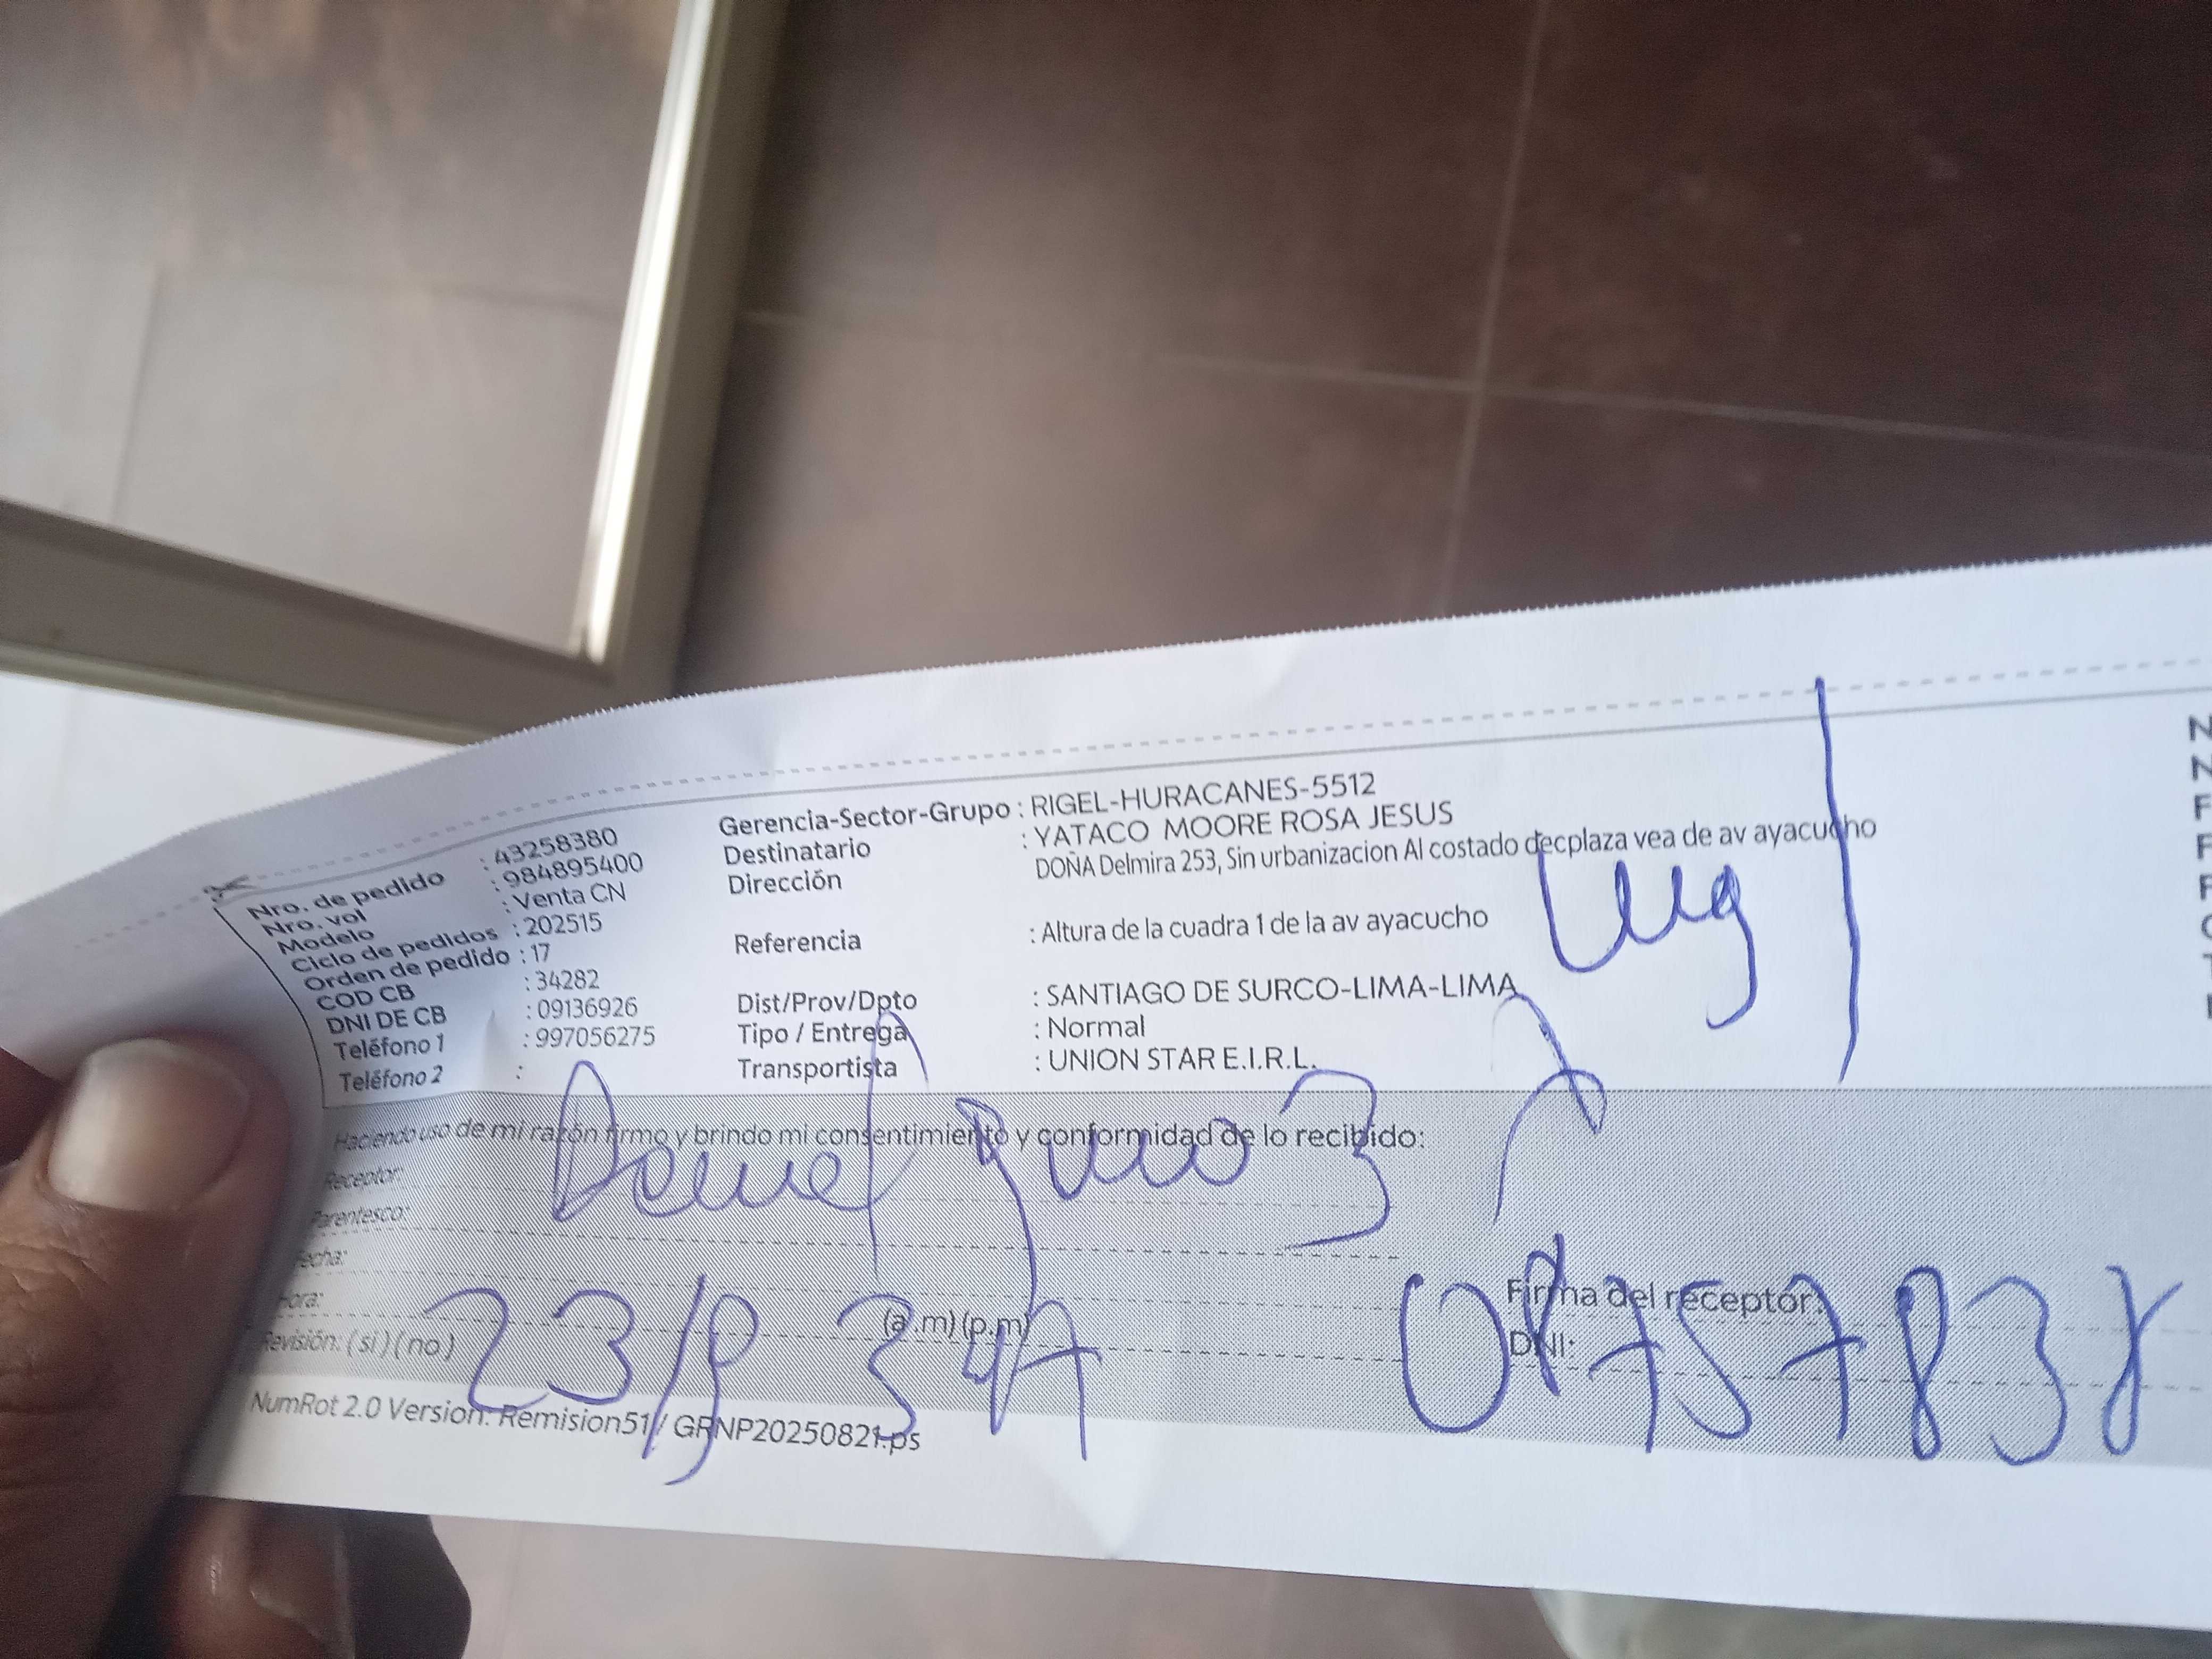 Nro. de pedido : 43258380
Nro. vol : 984895400
Modelo : Venta CN
Ciclo de pedidos : 202515
Orden de pedido : 17
COD CB : 34282
DNI DE CB : 09136926
Teléfono 1 : 997056275
Teléfono 2 :
Gerencia-Sector-Grupo : RIGEL-HURACANES-5512
Destinatario : YATACO MOORE ROSA JESUS
Dirección DOÑA Delmira 253, Sin urbanizacion Al costado decplaza vea de av ayacucho
Referencia : Altura de la cuadra 1 de la av ayacucho
Dist/Prov/Dpto : SANTIAGO DE SURCO-LIMA-LIMA
Tipo / Entrega : Normal
Transportista : UNION STAR E.I.R.L.
Haciendo uso de mi razón firmo y brindo mi consentimiento y conformidad de lo recibido:
Receptor: Daniel
Parentesco:
Fecha:
Hora: (a.m) (p.m)
Revisión: (si) (no) 23/8 347
Firma del receptor:
DNI: 08757838
NumRot 2.0 Version: Remision51 / GRNP20250821.ps